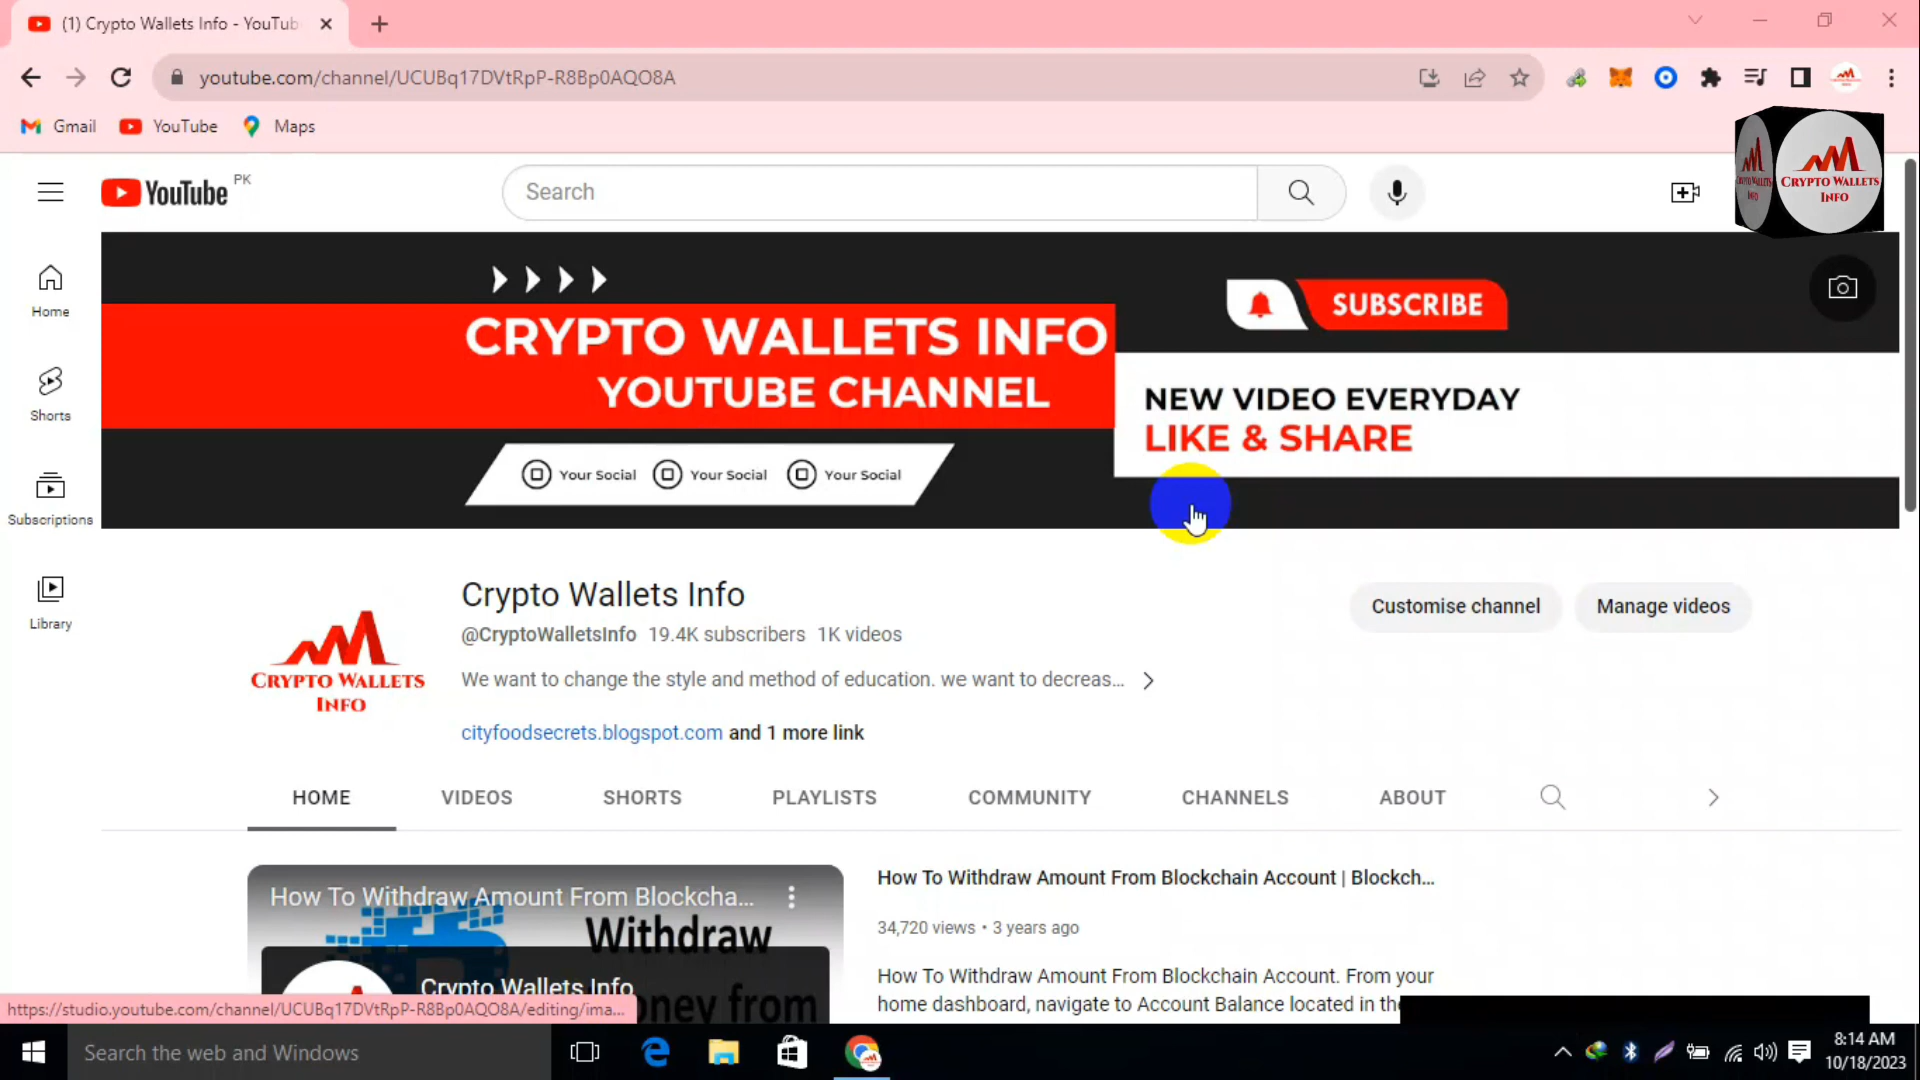 (1) Crypto Wallets Info - YouTub
youtube.com/channel/UCUBq17DVtRpP-R8Bp0AQO8A
Gmail YouTube Maps
CRYPTO WALLETS INFO
CRYPTO WALLETS
INFO
YouTube PK
Search
Home
Shorts
Subscriptions
Library
CRYPTO WALLETS INFO
YOUTUBE CHANNEL
Your Social Your Social Your Social
SUBSCRIBE
NEW VIDEO EVERYDAY
LIKE & SHARE
CRYPTO WALLETS
INFO
Crypto Wallets Info
@CryptoWalletsInfo 19.4K subscribers 1K videos
We want to change the style and method of education. we want to decreas...
cityfoodsecrets.blogspot.com and 1 more link
Customise channel Manage videos
HOME VIDEOS SHORTS PLAYLISTS COMMUNITY CHANNELS ABOUT
How To Withdraw Amount From Blockcha...
Withdraw
oney from
Crypto Wallets Info
How To Withdraw Amount From Blockchain Account | Blockch...
34,720 views • 3 years ago
How To Withdraw Amount From Blockchain Account. From your
home dashboard, navigate to Account Balance located in the
https://studio.youtube.com/channel/UCUBq17DVtRpP-R8Bp0AQO8A/editing/ima...
Search the web and Windows
8:14 AM
10/18/2023